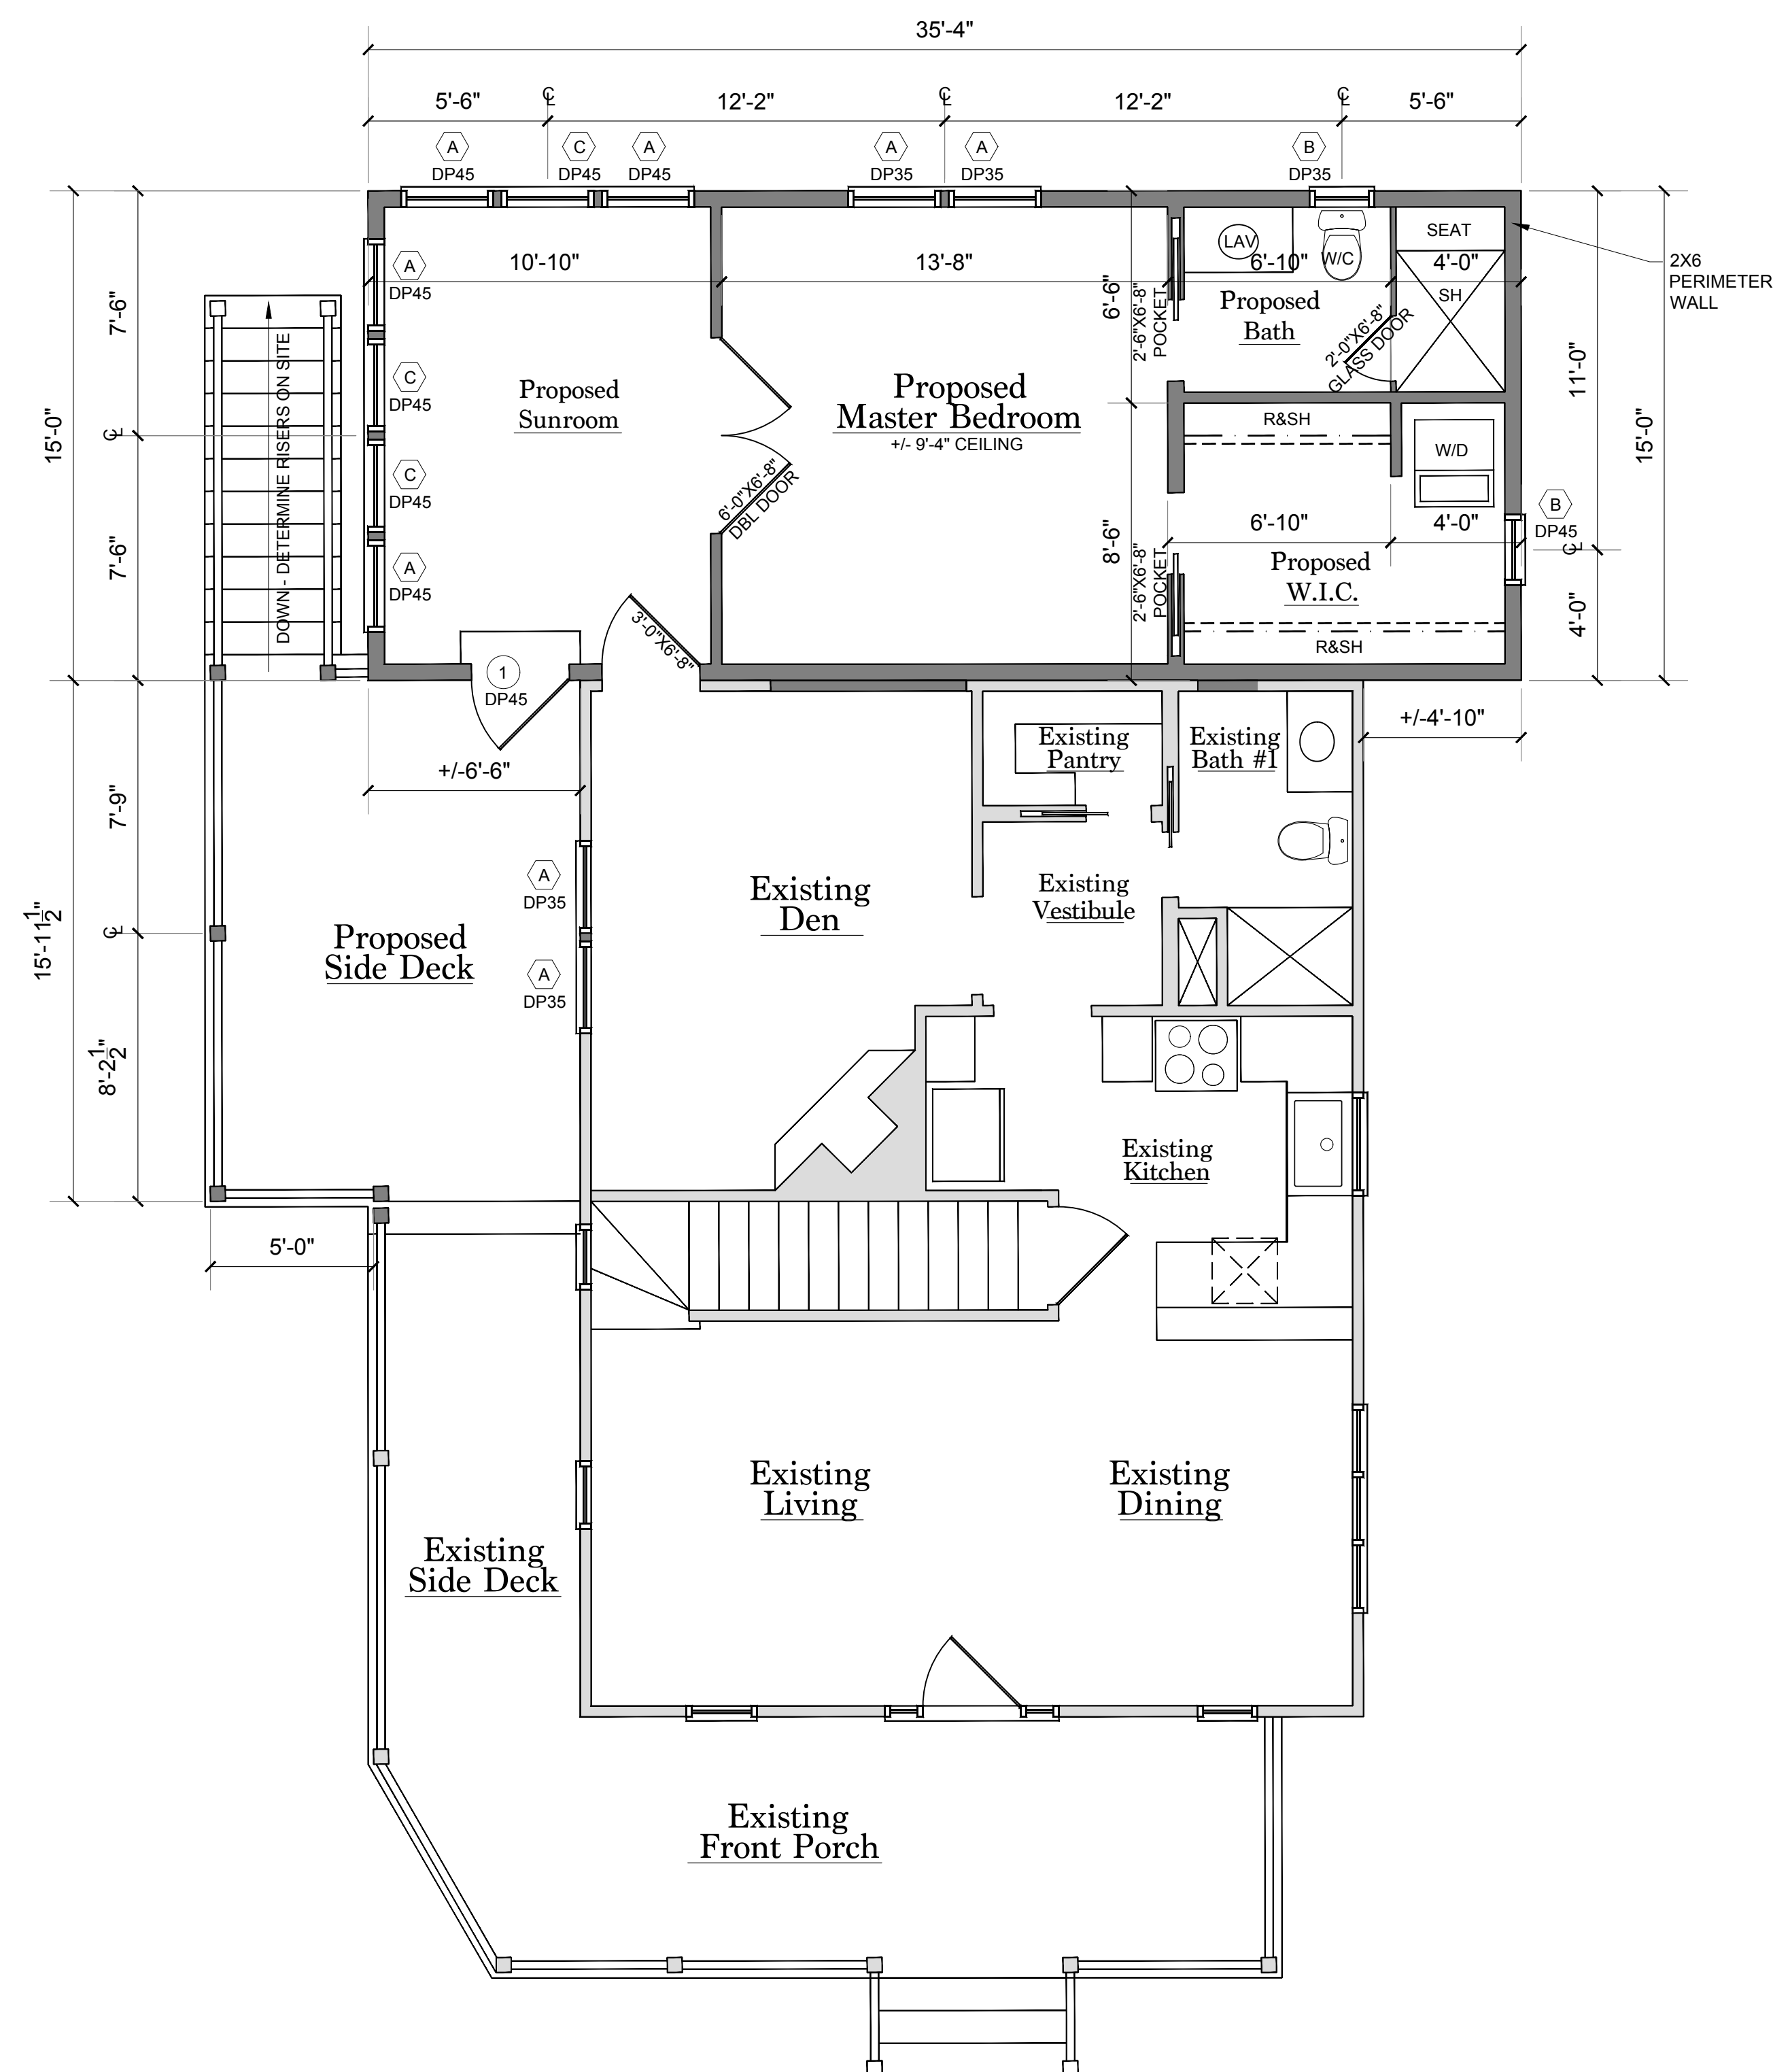 35'-4"
5'-6"
℄
12'-2"
℄
12'-2"
℄
5'-6"
A
DP45
C
DP45
A
DP45
A
DP35
A
DP35
B
DP35
SEAT
LAV
W/C
10'-10"
13'-8"
6'-10"
4'-0"
2X6
PERIMETER
WALL
A
DP45
SH
7'-6"
15'-0"
℄
7'-6"
DOWN - DETERMINE RISERS ON SITE
C
DP45
C
DP45
A
DP45
Proposed
Sunroom
6'-0"X6'-8"
DBL DOOR
3'-0"X6'-8"
Proposed
Master Bedroom
+/- 9'-4" CEILING
6'-6"
2'-6"X6'-8"
POCKET
Proposed
Bath
2'-0"X6'-8"
GLASS DOOR
11'-0"
15'-0"
R&SH
W/D
8'-6"
2'-6"X6'-8"
POCKET
6'-10"
4'-0"
B
DP45
℄
Proposed
W.I.C.
R&SH
4'-0"
1
DP45
+/-6'-6"
+/-4'-10"
Existing
Pantry
Existing
Bath #1
7'-9"
15'-11 1/2"
℄
8'-2 1/2"
A
DP35
A
DP35
Existing
Den
Existing
Vestibule
Proposed
Side Deck
Existing
Kitchen
5'-0"
Existing
Living
Existing
Dining
Existing
Side Deck
Existing
Front Porch